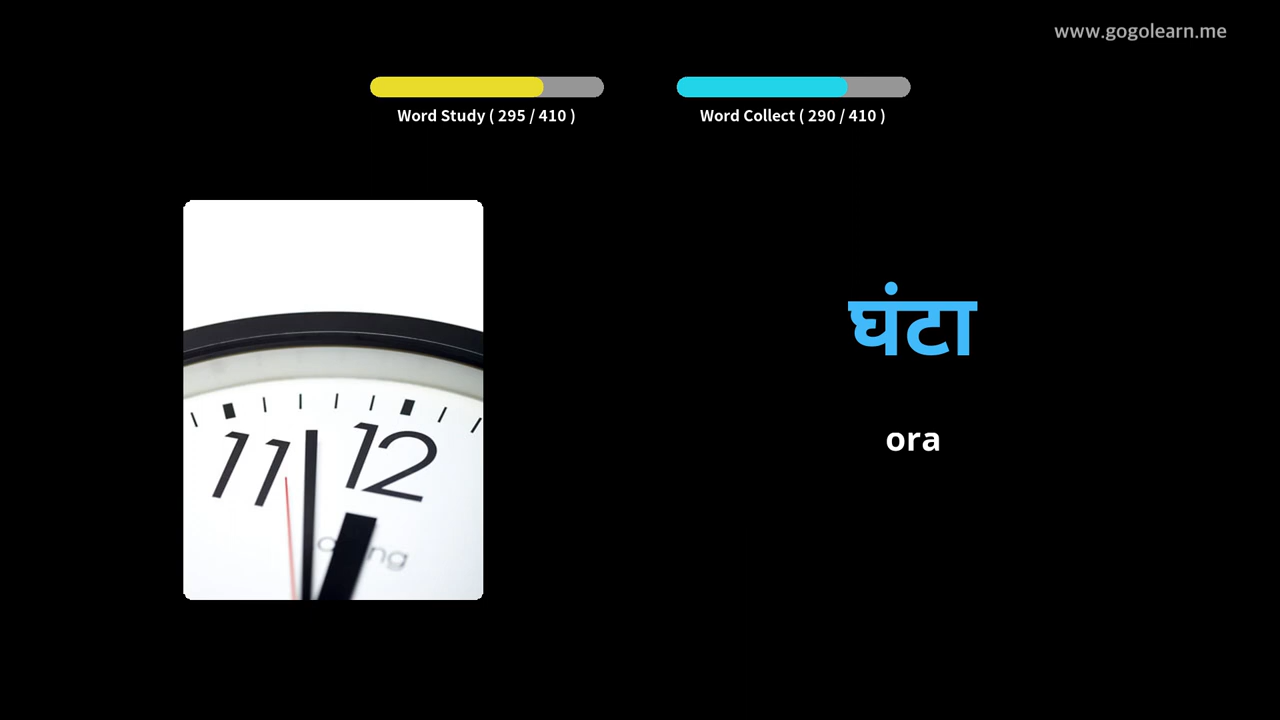 www.gogolearn.me
Word Study ( 295 / 410 )
Word Collect ( 290 / 410 )
11 12
घंटा
ora